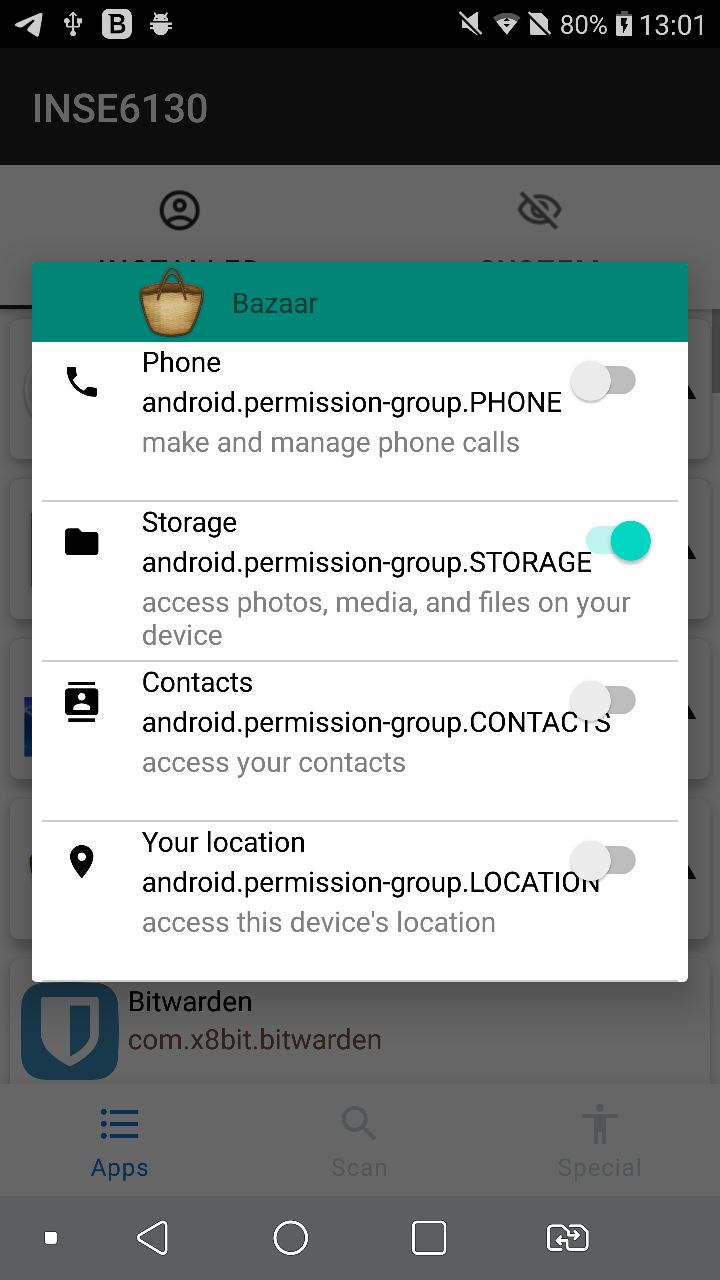 80% 13:01
INSE6130
Bazaar
Phone
android.permission-group.PHONE
make and manage phone calls
Storage
android.permission-group.STORAGE
access photos, media, and files on your
device
Contacts
android.permission-group.CONTACTS
access your contacts
Your location
android.permission-group.LOCATION
access this device's location
Bitwarden
com.x8bit.bitwarden
Apps Scan Special